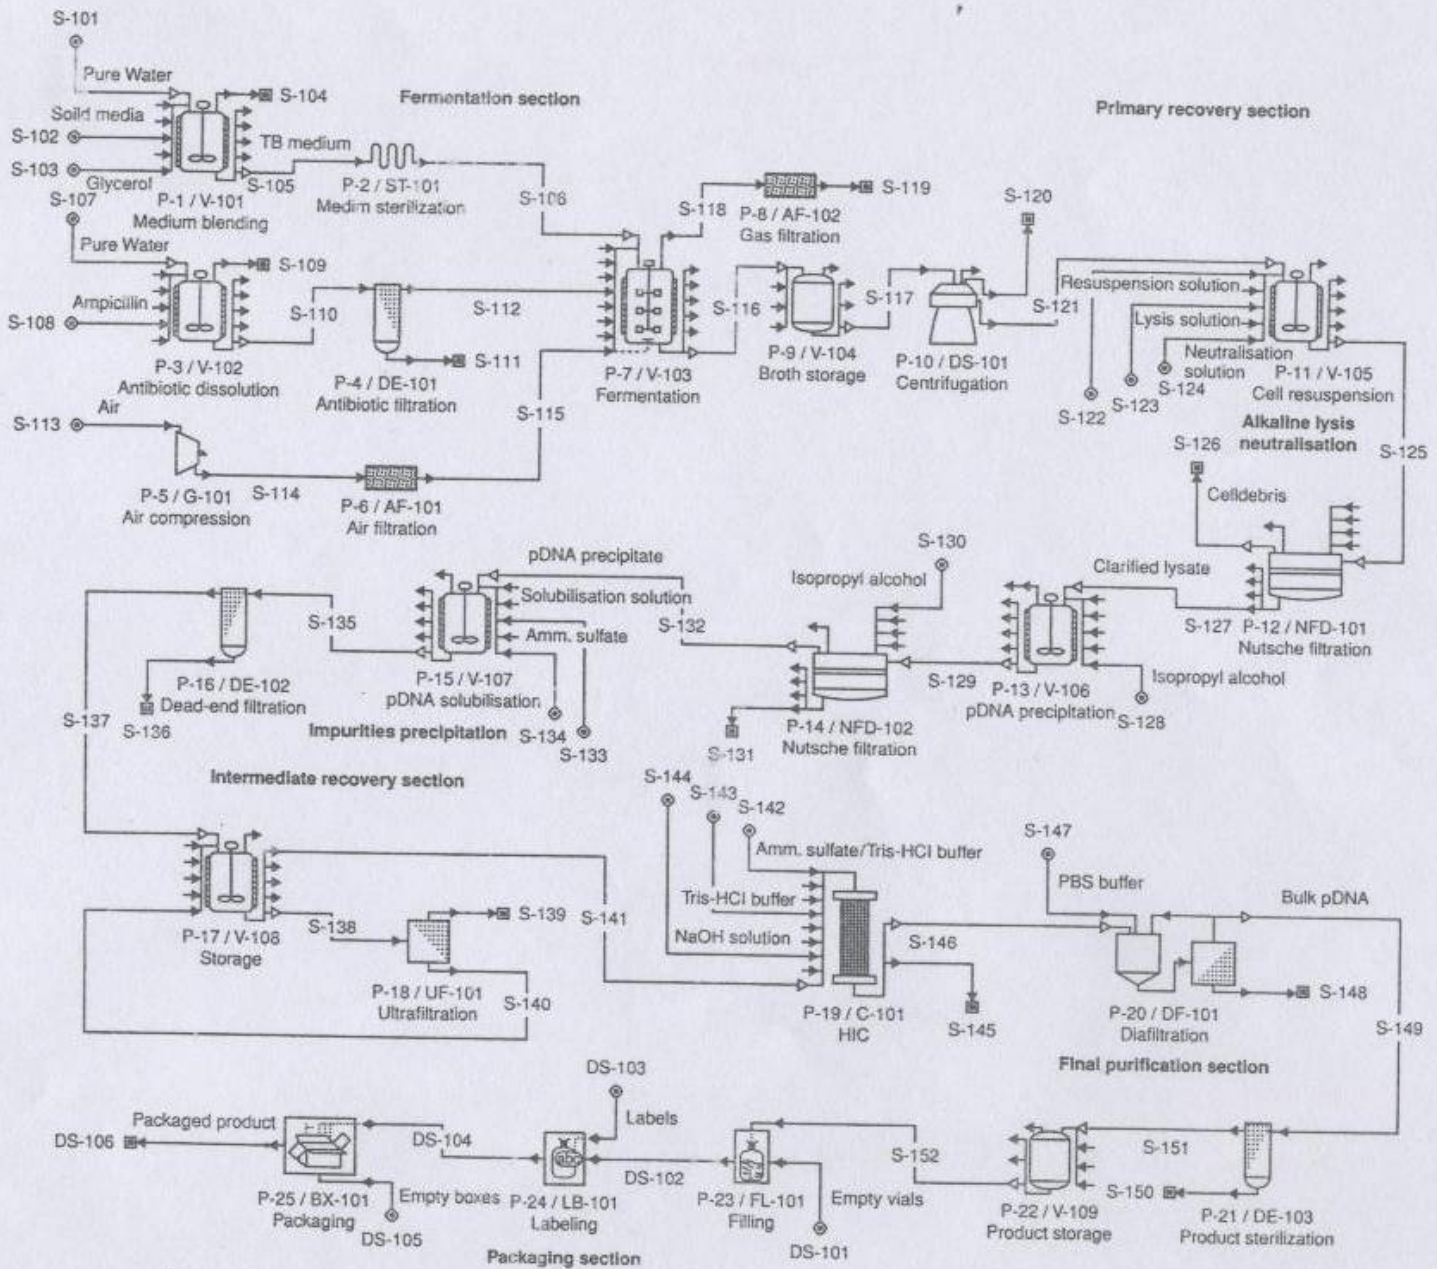 S-101
Pure Water
S-104
Fermentation section
Primary recovery section
Soild media
S-102
TB medium
S-103
Glycerol
S-105
P-2 / ST-101
Medim sterilization
S-106
P-1 / V-101
Medium blending
S-107
Pure Water
S-109
S-118
P-8 / AF-102
Gas filtration
S-119
S-120
Ampicillin
S-108
S-110
S-112
S-116
S-117
S-121
Resuspension solution
Lysis solution
Neutralisation
solution
P-3 / V-102
Antibiotic dissolution
P-4 / DE-101
Antibiotic filtration
S-111
P-7 / V-103
Fermentation
P-9 / V-104
Broth storage
P-10 / DS-101
Centrifugation
S-122
S-123
S-124
P-11 / V-105
Cell resuspension
Alkaline lysis
neutralisation
S-113
Air
S-115
S-126
S-125
P-5 / G-101
Air compression
S-114
P-6 / AF-101
Air filtration
Celldebris
pDNA precipitate
S-130
Isopropyl alcohol
Clarified lysate
S-135
Solubilisation solution
Amm. sulfate
S-132
S-127
P-12 / NFD-101
Nutsche filtration
S-129
P-13 / V-106
pDNA precipitation
Isopropyl alcohol
S-128
P-16 / DE-102
Dead-end filtration
P-15 / V-107
pDNA solubilisation
S-137
S-136
Impurities precipitation
S-134
S-133
P-14 / NFD-102
Nutsche filtration
S-131
Intermediate recovery section
S-144
S-143
S-142
S-147
Amm. sulfate/Tris-HCl buffer
PBS buffer
Bulk pDNA
Tris-HCl buffer
S-139
S-141
NaOH solution
S-146
P-17 / V-108
Storage
S-138
P-18 / UF-101
Ultrafiltration
S-140
P-19 / C-101
HIC
S-145
P-20 / DF-101
Diafiltration
S-148
S-149
Final purification section
DS-103
Packaged product
Labels
DS-106
DS-104
DS-102
S-152
S-151
S-150
P-25 / BX-101
Packaging
Empty boxes
P-24 / LB-101
Labeling
P-23 / FL-101
Filling
Empty vials
P-22 / V-109
Product storage
P-21 / DE-103
Product sterilization
DS-105
DS-101
Packaging section